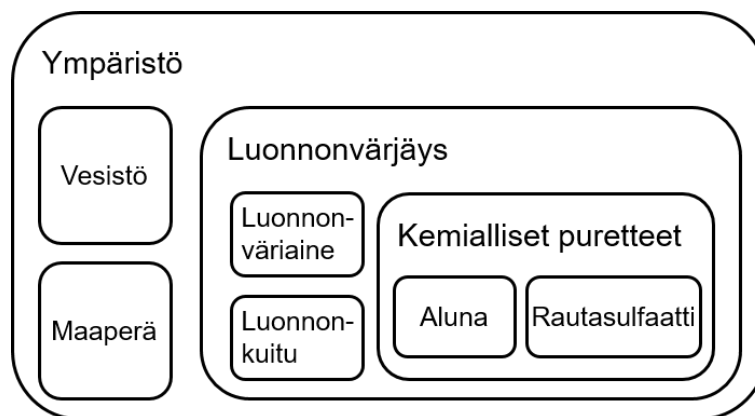 Ympäristö
Vesistö
Maaperä
Luonnonvärjäys
Luonnon-
väriaine
Luonnon-
kuitu
Kemialliset puretteet
Aluna
Rautasulfaatti